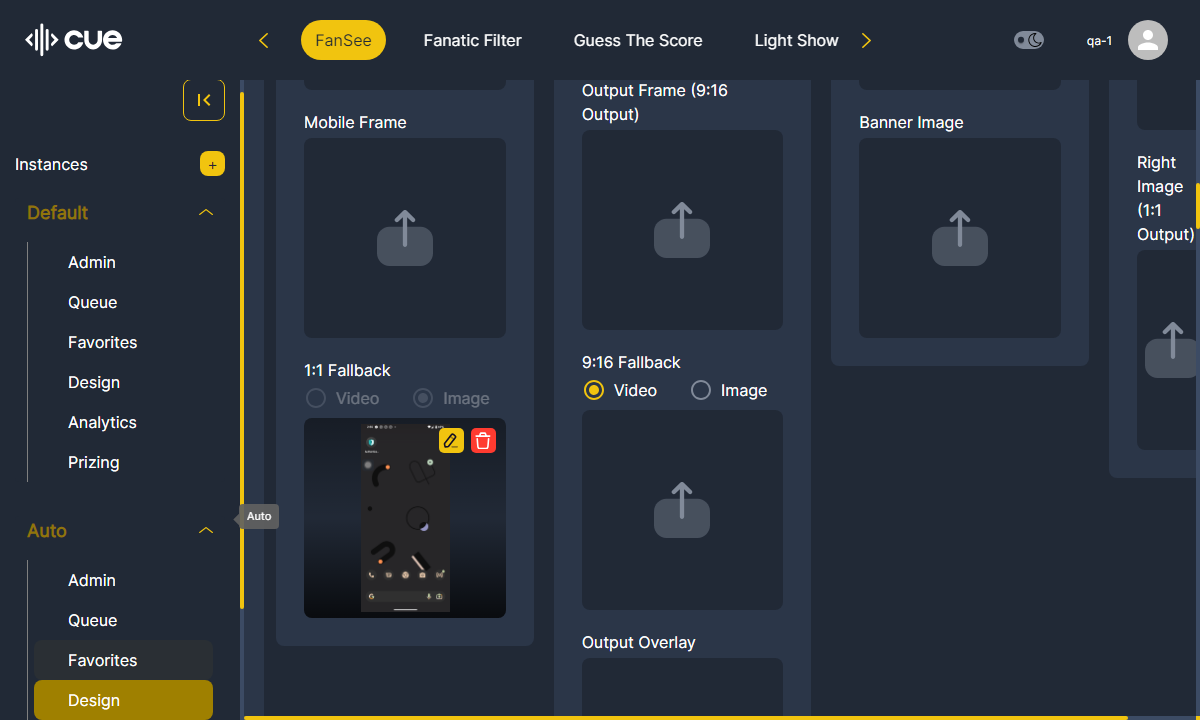 cue
FanSee
Fanatic Filter
Guess The Score
Light Show
qa-1
Instances
+
Default
Admin
Queue
Favorites
Design
Analytics
Prizing
Auto
Admin
Queue
Favorites
Design
Auto
Mobile Frame
1:1 Fallback
Video
Image
Output Frame (9:16
Output)
9:16 Fallback
Video
Image
Output Overlay
Banner Image
Right
Image
(1:1
Output)